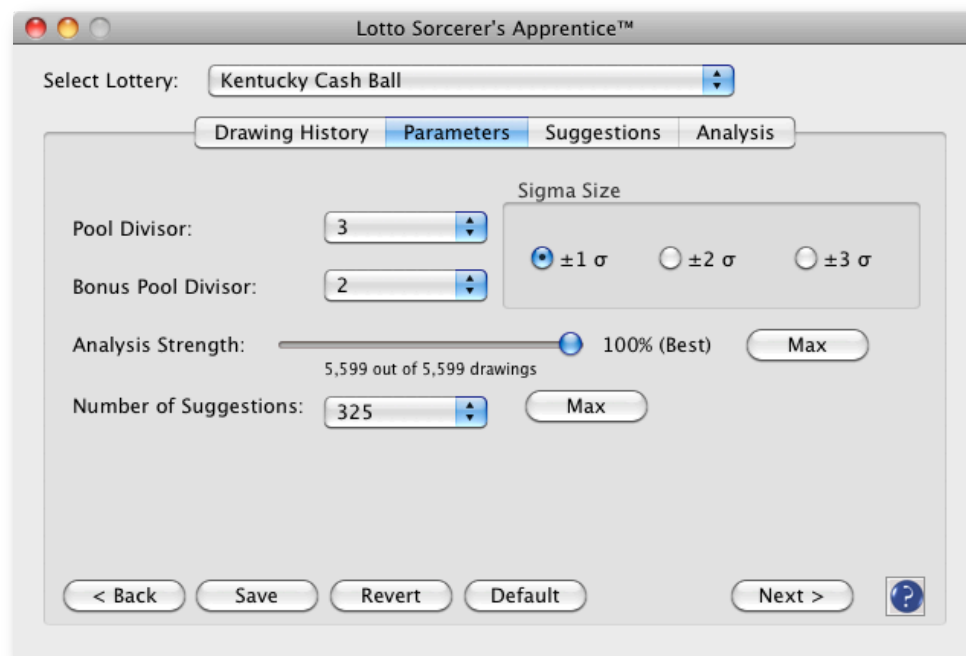 Lotto Sorcerer's Apprentice™
Select Lottery: Kentucky Cash Ball
Drawing History Parameters Suggestions Analysis
Sigma Size
Pool Divisor: 3
±1 σ ±2 σ ±3 σ
Bonus Pool Divisor: 2
Analysis Strength: 100% (Best) Max
5,599 out of 5,599 drawings
Number of Suggestions: 325 Max
< Back Save Revert Default Next > ?